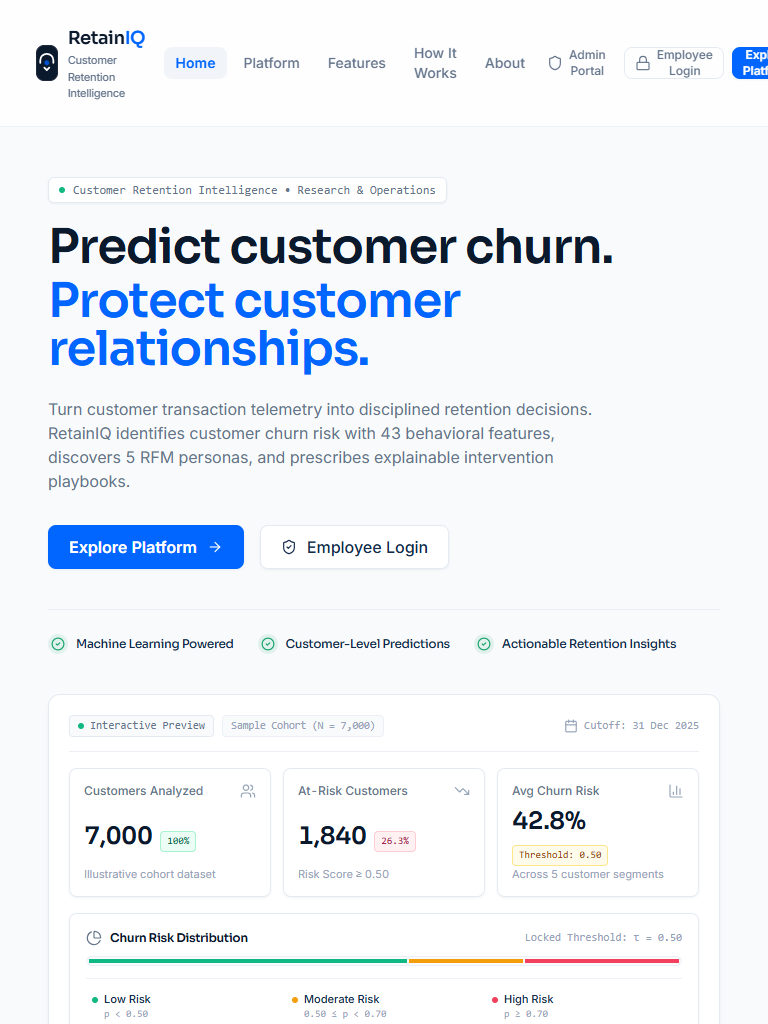 RetainIQ
Customer
Retention
Intelligence
Home
Platform
Features
How It
Works
About
Admin
Portal
Employee
Login
Customer Retention Intelligence • Research & Operations
Predict customer churn.
Protect customer
relationships.
Turn customer transaction telemetry into disciplined retention decisions.
RetainIQ identifies customer churn risk with 43 behavioral features,
discovers 5 RFM personas, and prescribes explainable intervention
playbooks.
Explore Platform
Employee Login
Machine Learning Powered
Customer-Level Predictions
Actionable Retention Insights
Interactive Preview
Sample Cohort (N = 7,000)
Cutoff: 31 Dec 2025
Customers Analyzed
7,000 100%
Illustrative cohort dataset
At-Risk Customers
1,840 26.3%
Risk Score ≥ 0.50
Avg Churn Risk
42.8%
Threshold: 0.50
Across 5 customer segments
Churn Risk Distribution
Locked Threshold: τ = 0.50
Low Risk
p < 0.50
Moderate Risk
0.50 ≤ p < 0.70
High Risk
p ≥ 0.70